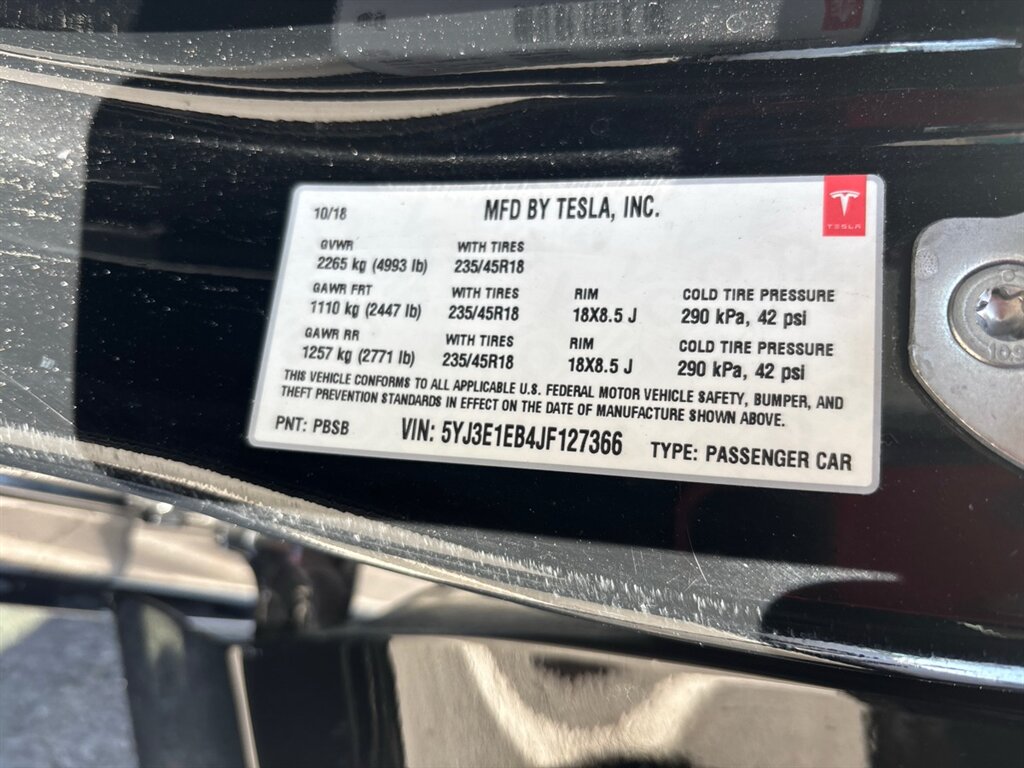 10/18 MFD BY TESLA, INC.
TESLA
GVWR WITH TIRES
2265 kg (4993 lb) 235/45R18
GAWR FRT WITH TIRES RIM COLD TIRE PRESSURE
1110 kg (2447 lb) 235/45R18 18X8.5 J 290 kPa, 42 psi
GAWR RR WITH TIRES RIM COLD TIRE PRESSURE
1257 kg (2771 lb) 235/45R18 18X8.5 J 290 kPa, 42 psi
THIS VEHICLE CONFORMS TO ALL APPLICABLE U.S. FEDERAL MOTOR VEHICLE SAFETY, BUMPER, AND
THEFT PREVENTION STANDARDS IN EFFECT ON THE DATE OF MANUFACTURE SHOWN ABOVE.
PNT: PBSB VIN: 5YJ3E1EB4JF127366 TYPE: PASSENGER CAR